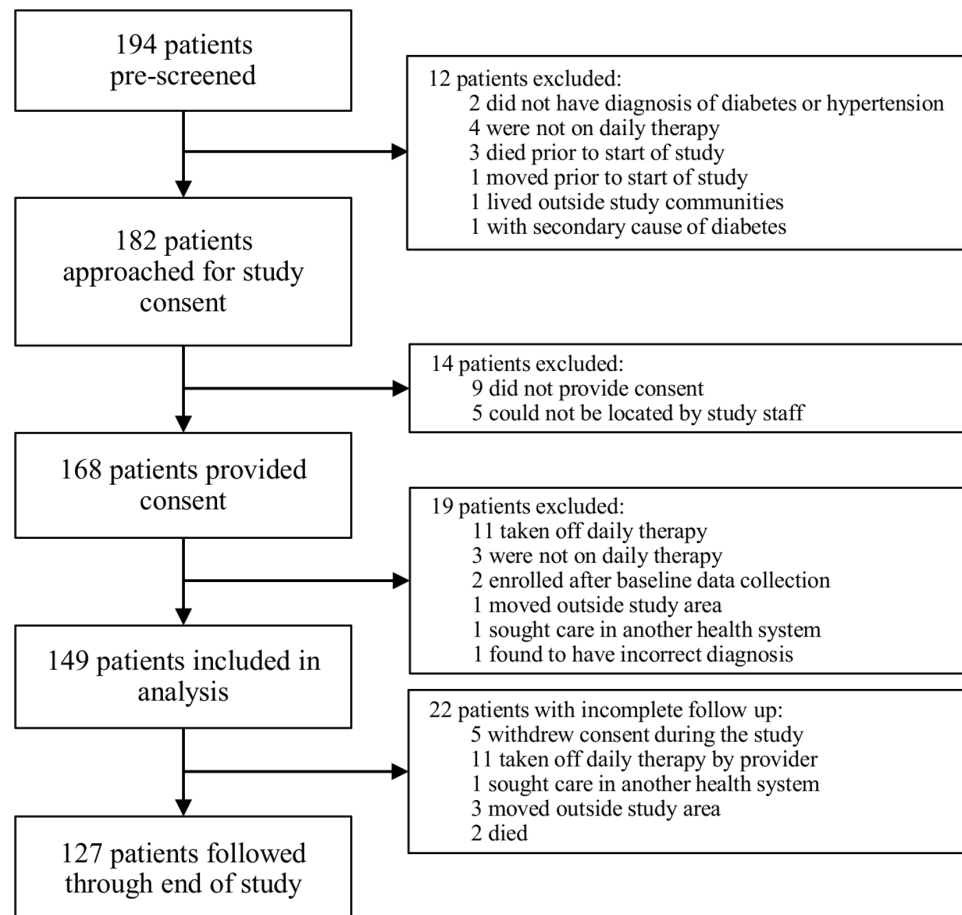 194 patients
pre-screened
12 patients excluded:
2 did not have diagnosis of diabetes or hypertension
4 were not on daily therapy
3 died prior to start of study
1 moved prior to start of study
1 lived outside study communities
1 with secondary cause of diabetes
182 patients
approached for study
consent
14 patients excluded:
9 did not provide consent
5 could not be located by study staff
168 patients provided
consent
19 patients excluded:
11 taken off daily therapy
3 were not on daily therapy
2 enrolled after baseline data collection
1 moved outside study area
1 sought care in another health system
1 found to have incorrect diagnosis
149 patients included in
analysis
22 patients with incomplete follow up:
5 withdrew consent during the study
11 taken off daily therapy by provider
1 sought care in another health system
3 moved outside study area
2 died
127 patients followed
through end of study